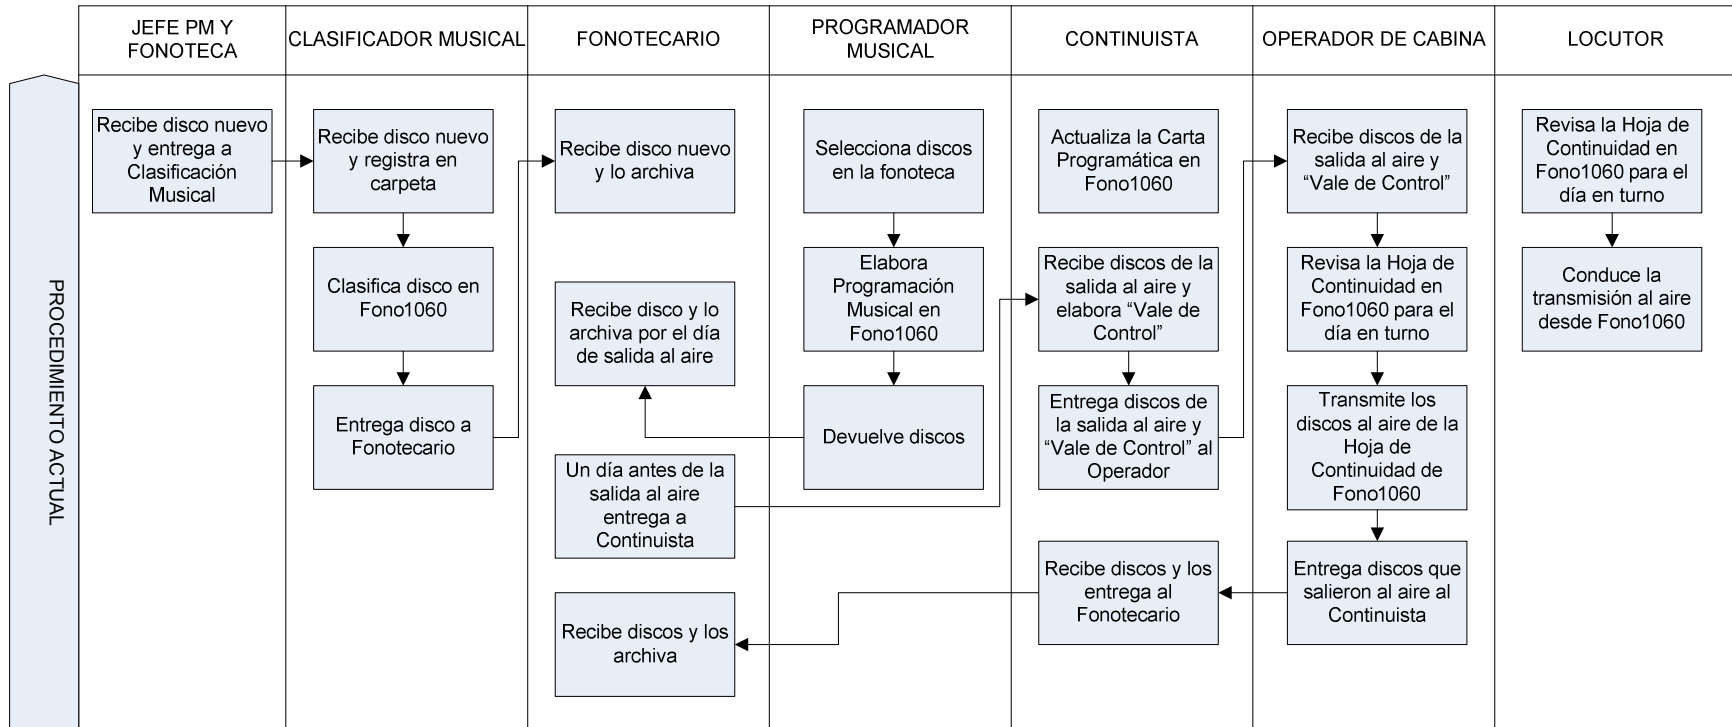 JEFE PM Y
FONOTECA
CLASIFICADOR MUSICAL
FONOTECARIO
PROGRAMADOR
MUSICAL
CONTINUISTA
OPERADOR DE CABINA
LOCUTOR
PROCEDIMIENTO ACTUAL
Recibe disco nuevo
y entrega a
Clasificación
Musical
Recibe disco nuevo
y registra en
carpeta
Clasifica disco en
Fono1060
Entrega disco a
Fonotecario
Recibe disco nuevo
y lo archiva
Recibe disco y lo
archiva por el día
de salida al aire
Un día antes de la
salida al aire
entrega a
Continuista
Recibe discos y los
archiva
Selecciona discos
en la fonoteca
Elabora
Programación
Musical en
Fono1060
Devuelve discos
Actualiza la Carta
Programática en
Fono1060
Recibe discos de la
salida al aire y
elabora “Vale de
Control”
Entrega discos de
la salida al aire y
“Vale de Control” al
Operador
Recibe discos y los
entrega al
Fonotecario
Recibe discos de la
salida al aire y
“Vale de Control”
Revisa la Hoja de
Continuidad en
Fono1060 para el
día en turno
Transmite los
discos al aire de la
Hoja de
Continuidad de
Fono1060
Entrega discos que
salieron al aire al
Continuista
Revisa la Hoja de
Continuidad en
Fono1060 para el
día en turno
Conduce la
transmisión al aire
desde Fono1060